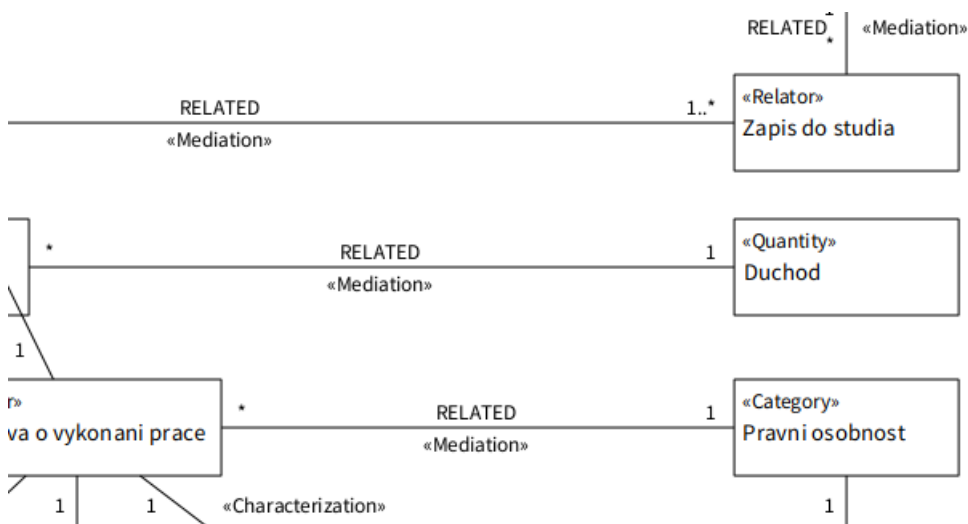 RELATED
«Mediation»
*
«Relator»
Zapis do studia
RELATED
1..*
«Mediation»
*
RELATED
1
«Mediation»
«Quantity»
Duchod
1
r»
va o vykonani prace
*
RELATED
1
«Mediation»
«Category»
Pravni osobnost
1
1
«Characterization»
1